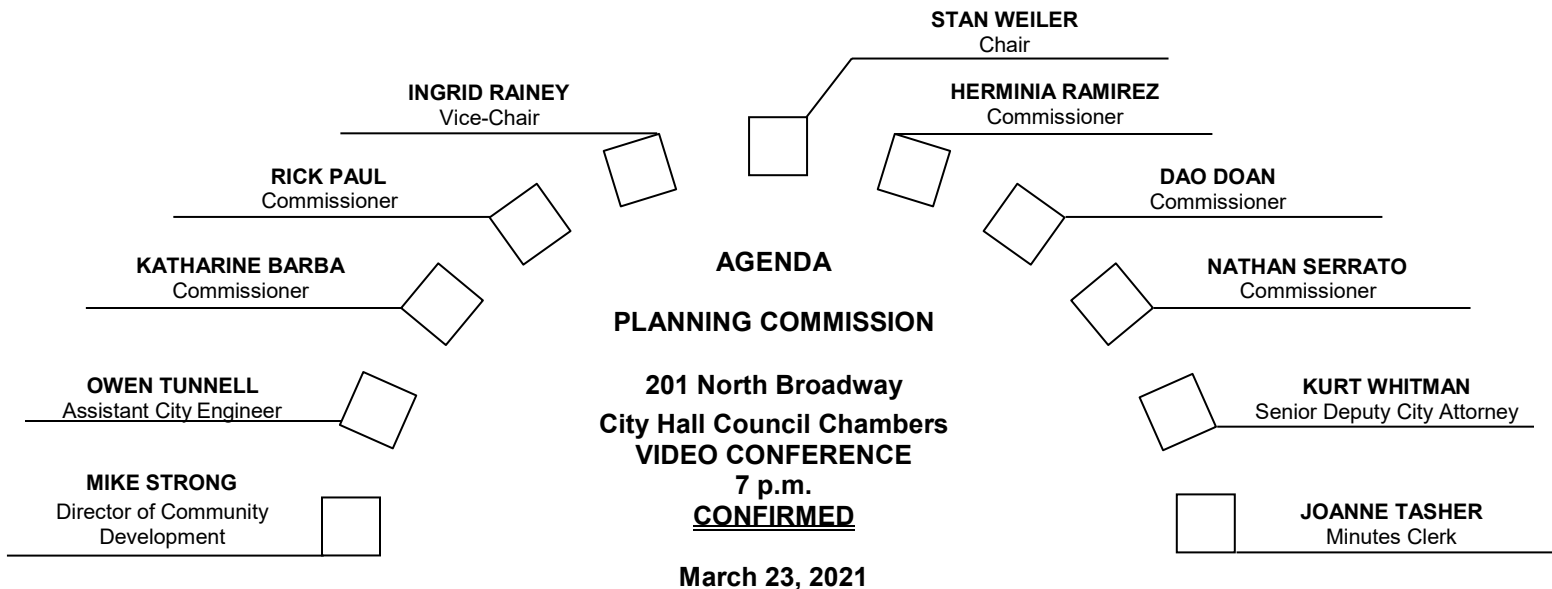 STAN WEILER
Chair
INGRID RAINEY
Vice-Chair
HERMINIA RAMIREZ
Commissioner
RICK PAUL
Commissioner
DAO DOAN
Commissioner
KATHARINE BARBA
Commissioner
NATHAN SERRATO
Commissioner
OWEN TUNNELL
Assistant City Engineer
KURT WHITMAN
Senior Deputy City Attorney
MIKE STRONG
Director of Community
Development
JOANNE TASHER
Minutes Clerk
AGENDA
PLANNING COMMISSION
201 North Broadway
City Hall Council Chambers
VIDEO CONFERENCE
7 p.m.
CONFIRMED
March 23, 2021